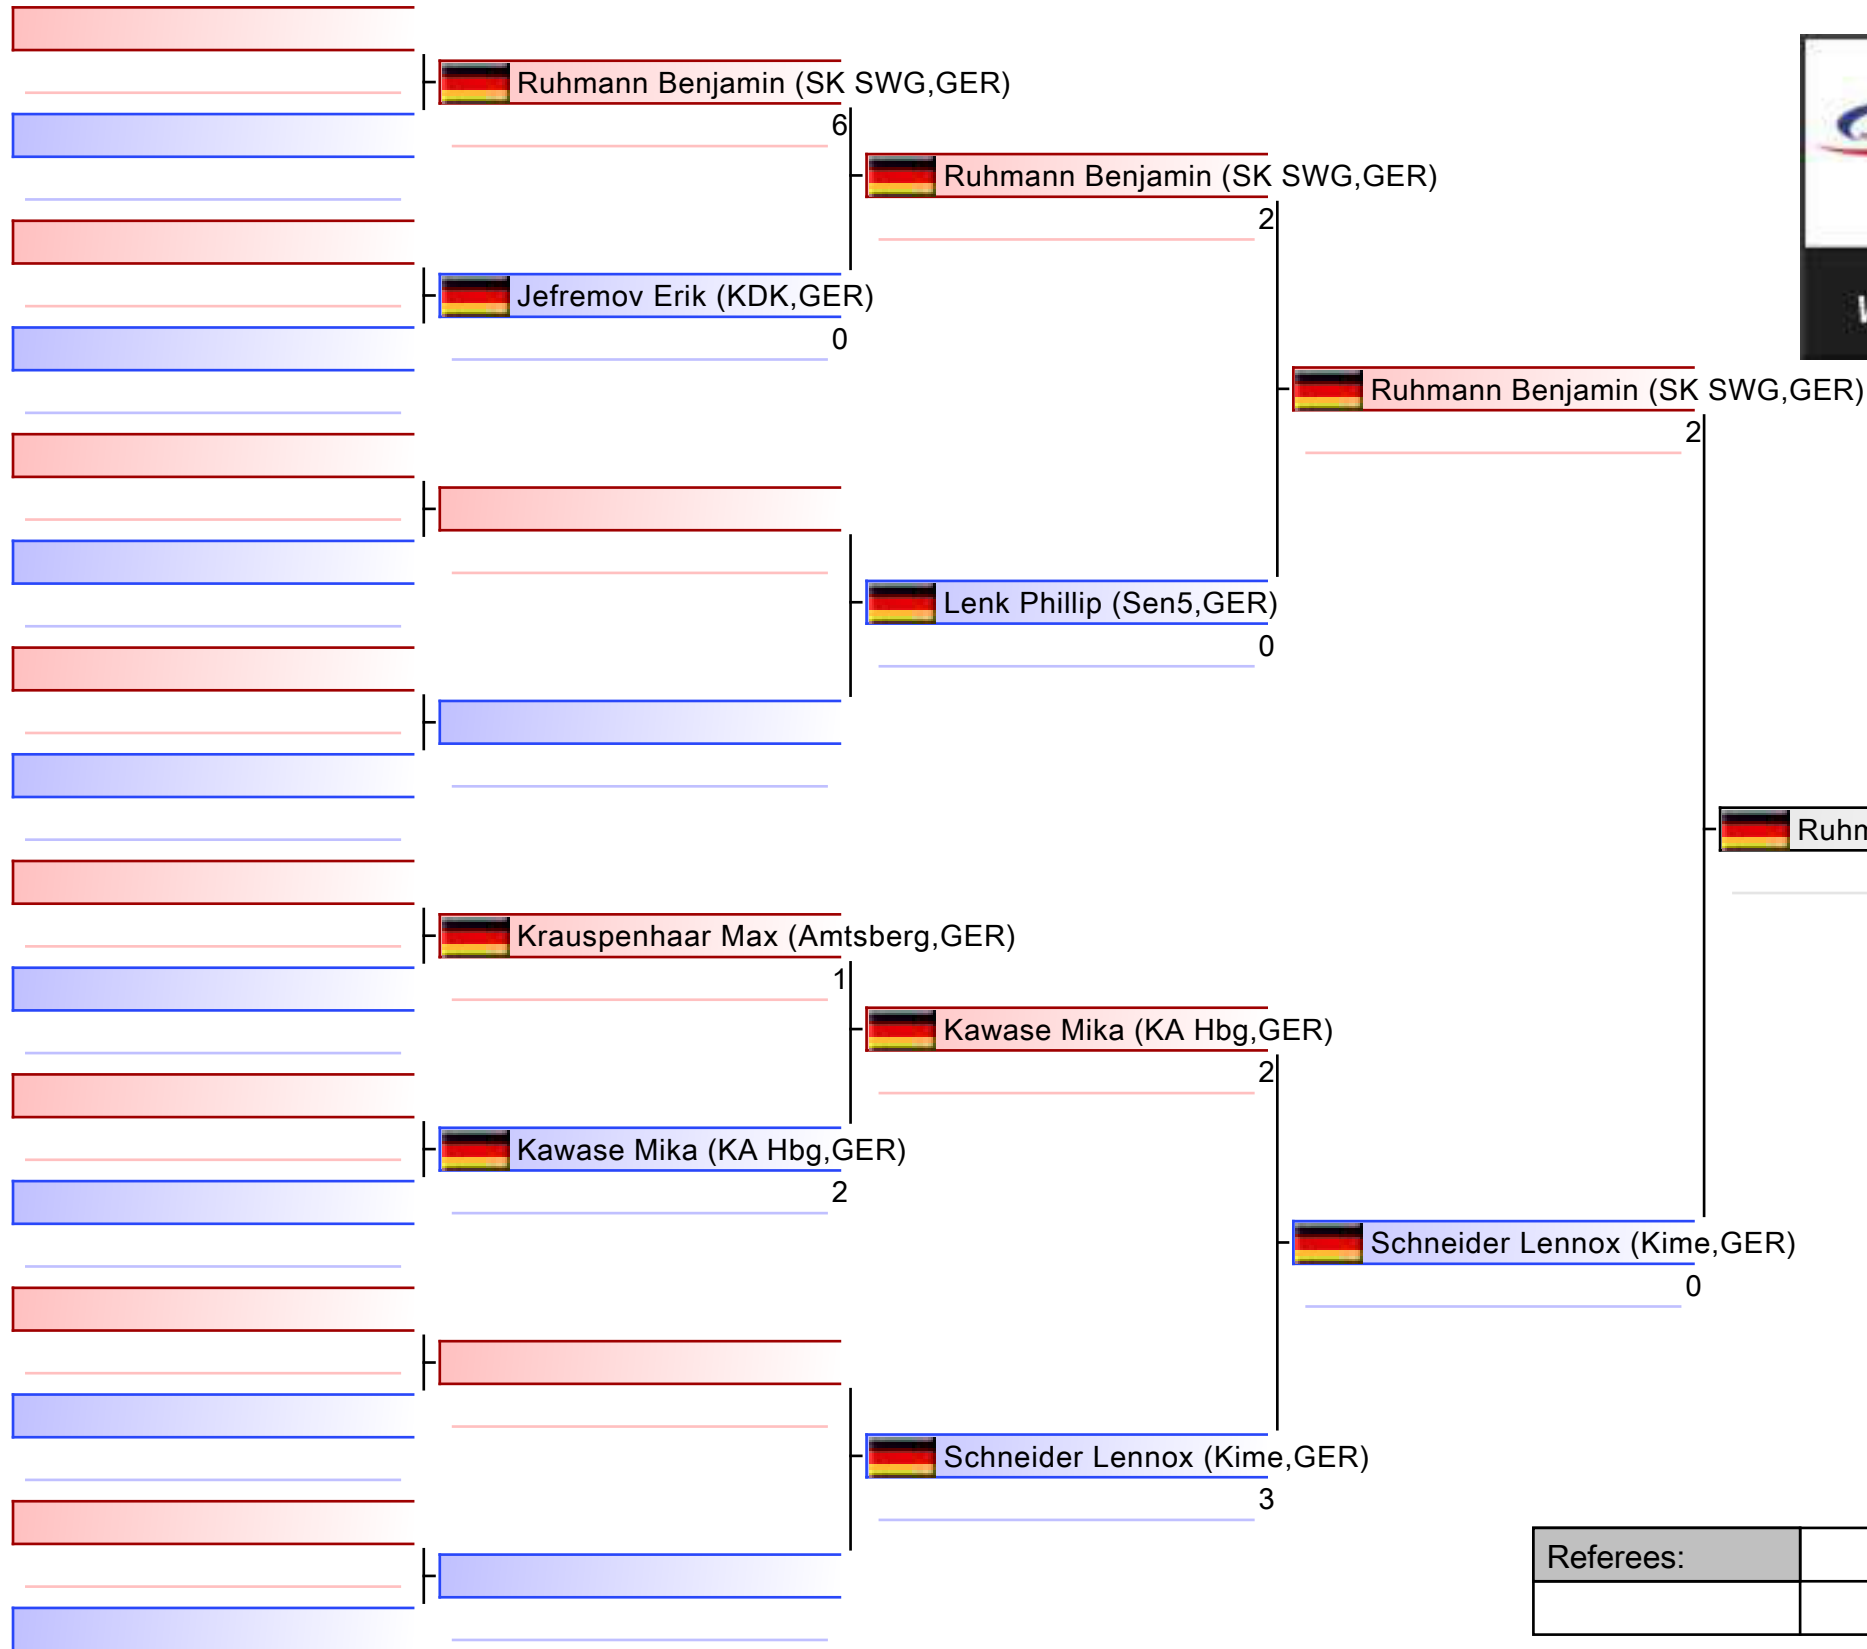 Ruhmann Benjamin (SK SWG,GER)
6
Ruhmann Benjamin (SK SWG,GER)
2
Jefremov Erik (KDK,GER)
0
Ruhmann Benjamin (SK SWG,GER)
2
Lenk Phillip (Sen5,GER)
0
Krauspenhaar Max (Amtsberg,GER)
1
Kawase Mika (KA Hbg,GER)
2
Kawase Mika (KA Hbg,GER)
2
Schneider Lennox (Kime,GER)
0
Schneider Lennox (Kime,GER)
3
Referees: